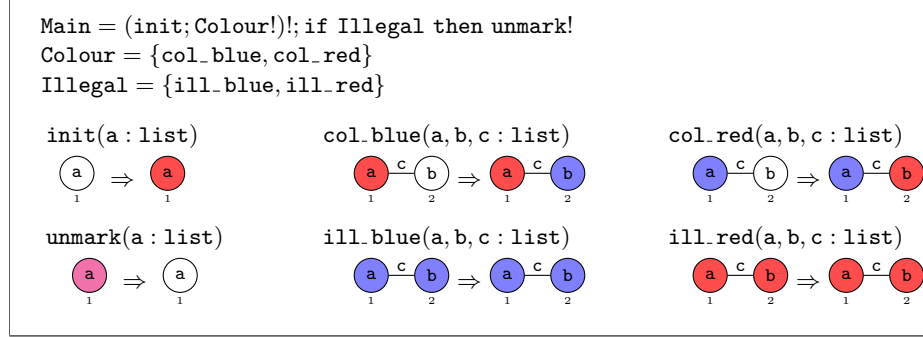 Main = (init; Colour!)!; if Illegal then unmark!
Colour = {col_blue, col_red}
Illegal = {ill_blue, ill_red}
init(a : list) col_blue(a, b, c : list) col_red(a, b, c : list)
a ⇒ a a c b ⇒ a c b a c b ⇒ a c b
1 1 1 2 1 2 1 2 1 2
unmark(a : list) ill_blue(a, b, c : list) ill_red(a, b, c : list)
a ⇒ a a c b ⇒ a c b a c b ⇒ a c b
1 1 1 2 1 2 1 2 1 2